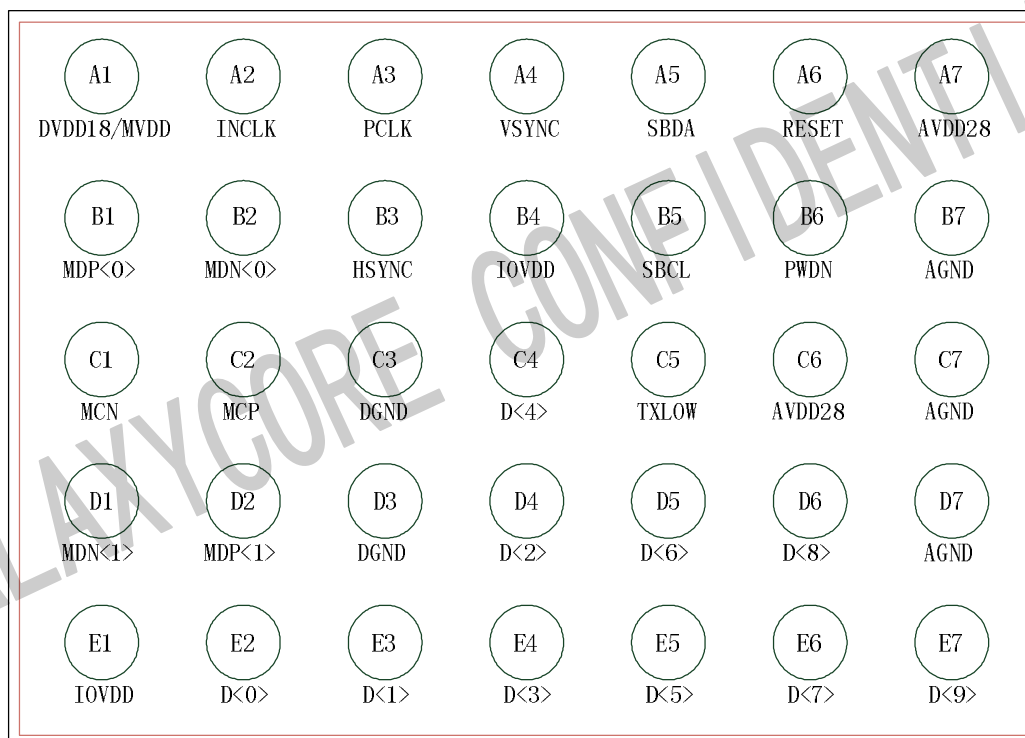 A1 A2 A3 A4 A5 A6 A7
DVDD18/MVDD INCLK PCLK VSYNC SBDA RESET AVDD28
B1 B2 B3 B4 B5 B6 B7
MDP<0> MDN<0> HSYNC IOVDD SBCL PWDN AGND
C1 C2 C3 C4 C5 C6 C7
MCN MCP DGND D<4> TXLOW AVDD28 AGND
D1 D2 D3 D4 D5 D6 D7
MDN<1> MDP<1> DGND D<2> D<6> D<8> AGND
E1 E2 E3 E4 E5 E6 E7
IOVDD D<0> D<1> D<3> D<5> D<7> D<9>
ALAXYCORE CONFIDENTI